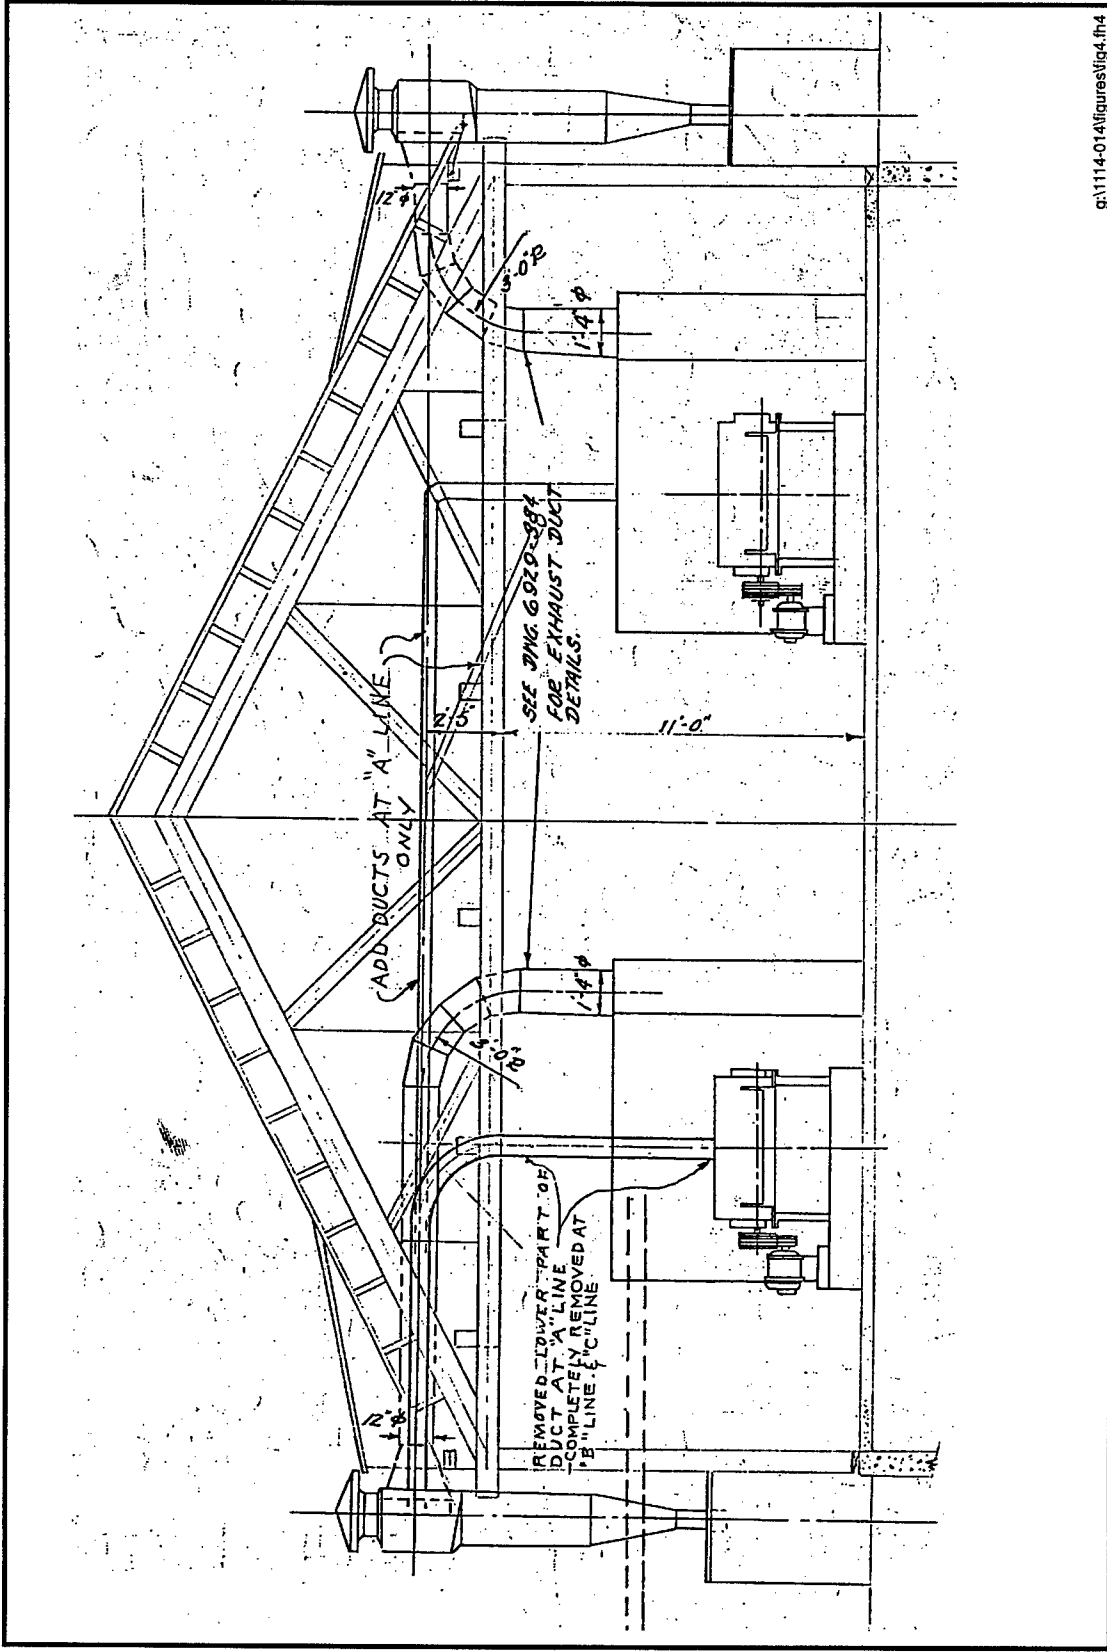 g:\1114-014\figures\fig4.fh4
12"φ
3'-0"R
1'-4"φ
SEE DWG. 6929-984
FOR EXHAUST DUCT
DETAILS.
ADD DUCTS AT "A" LINE
ONLY
2'-5"
11'-0"
1'-4"φ
3'-0"R
12"φ
REMOVED LOWER PART OF
DUCT AT "A" LINE
COMPLETELY REMOVED AT
"B" LINE & "C" LINE